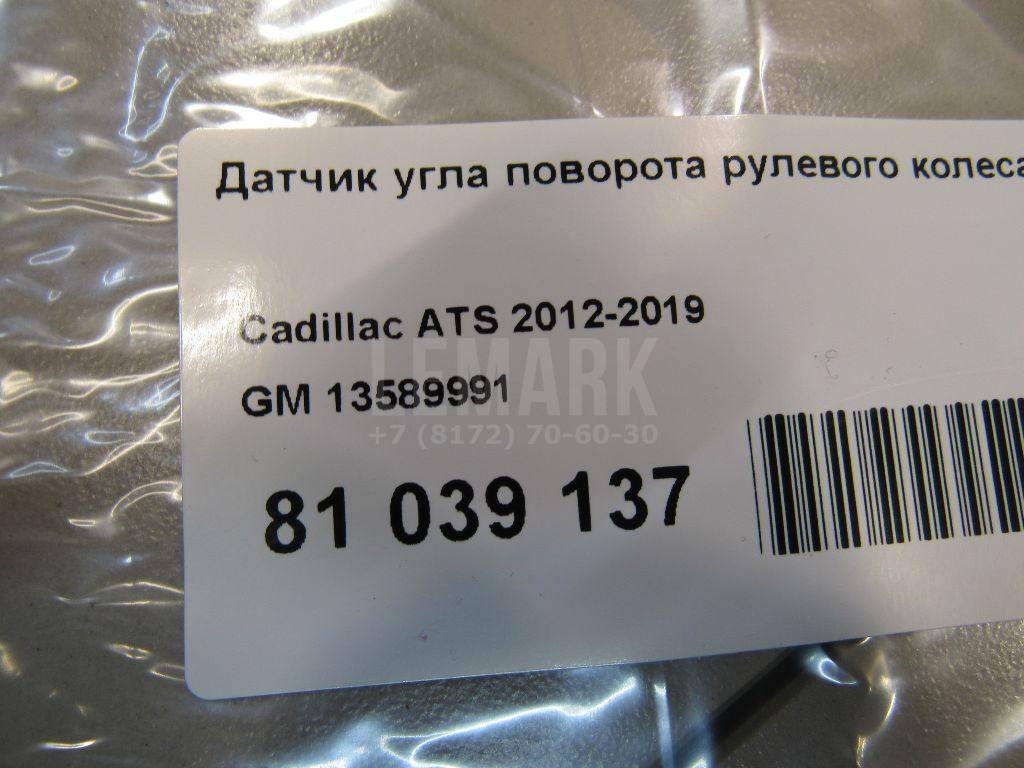 Датчик угла поворота рулевого колеса
Cadillac ATS 2012-2019
GM 13589991
LEMARK
+7 (8172) 70-60-30
81 039 137